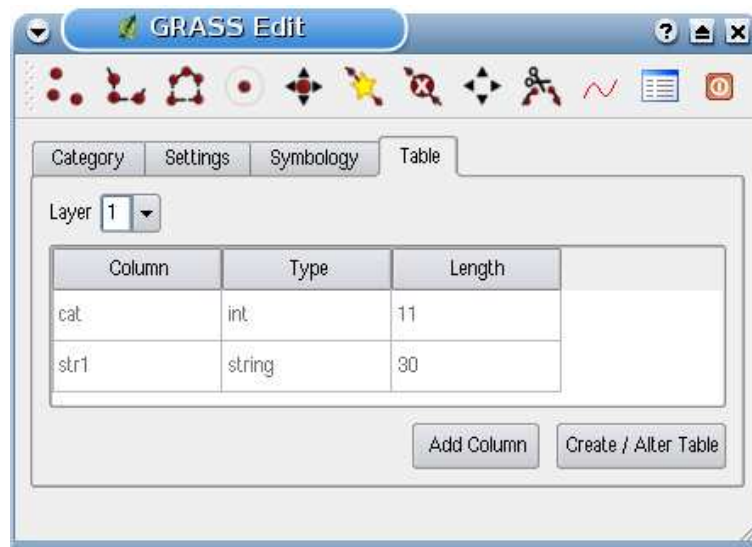 GRASS Edit
Category Settings Symbology Table
Layer 1
Column Type Length
cat int 11
str1 string 30
Add Column Create / Alter Table